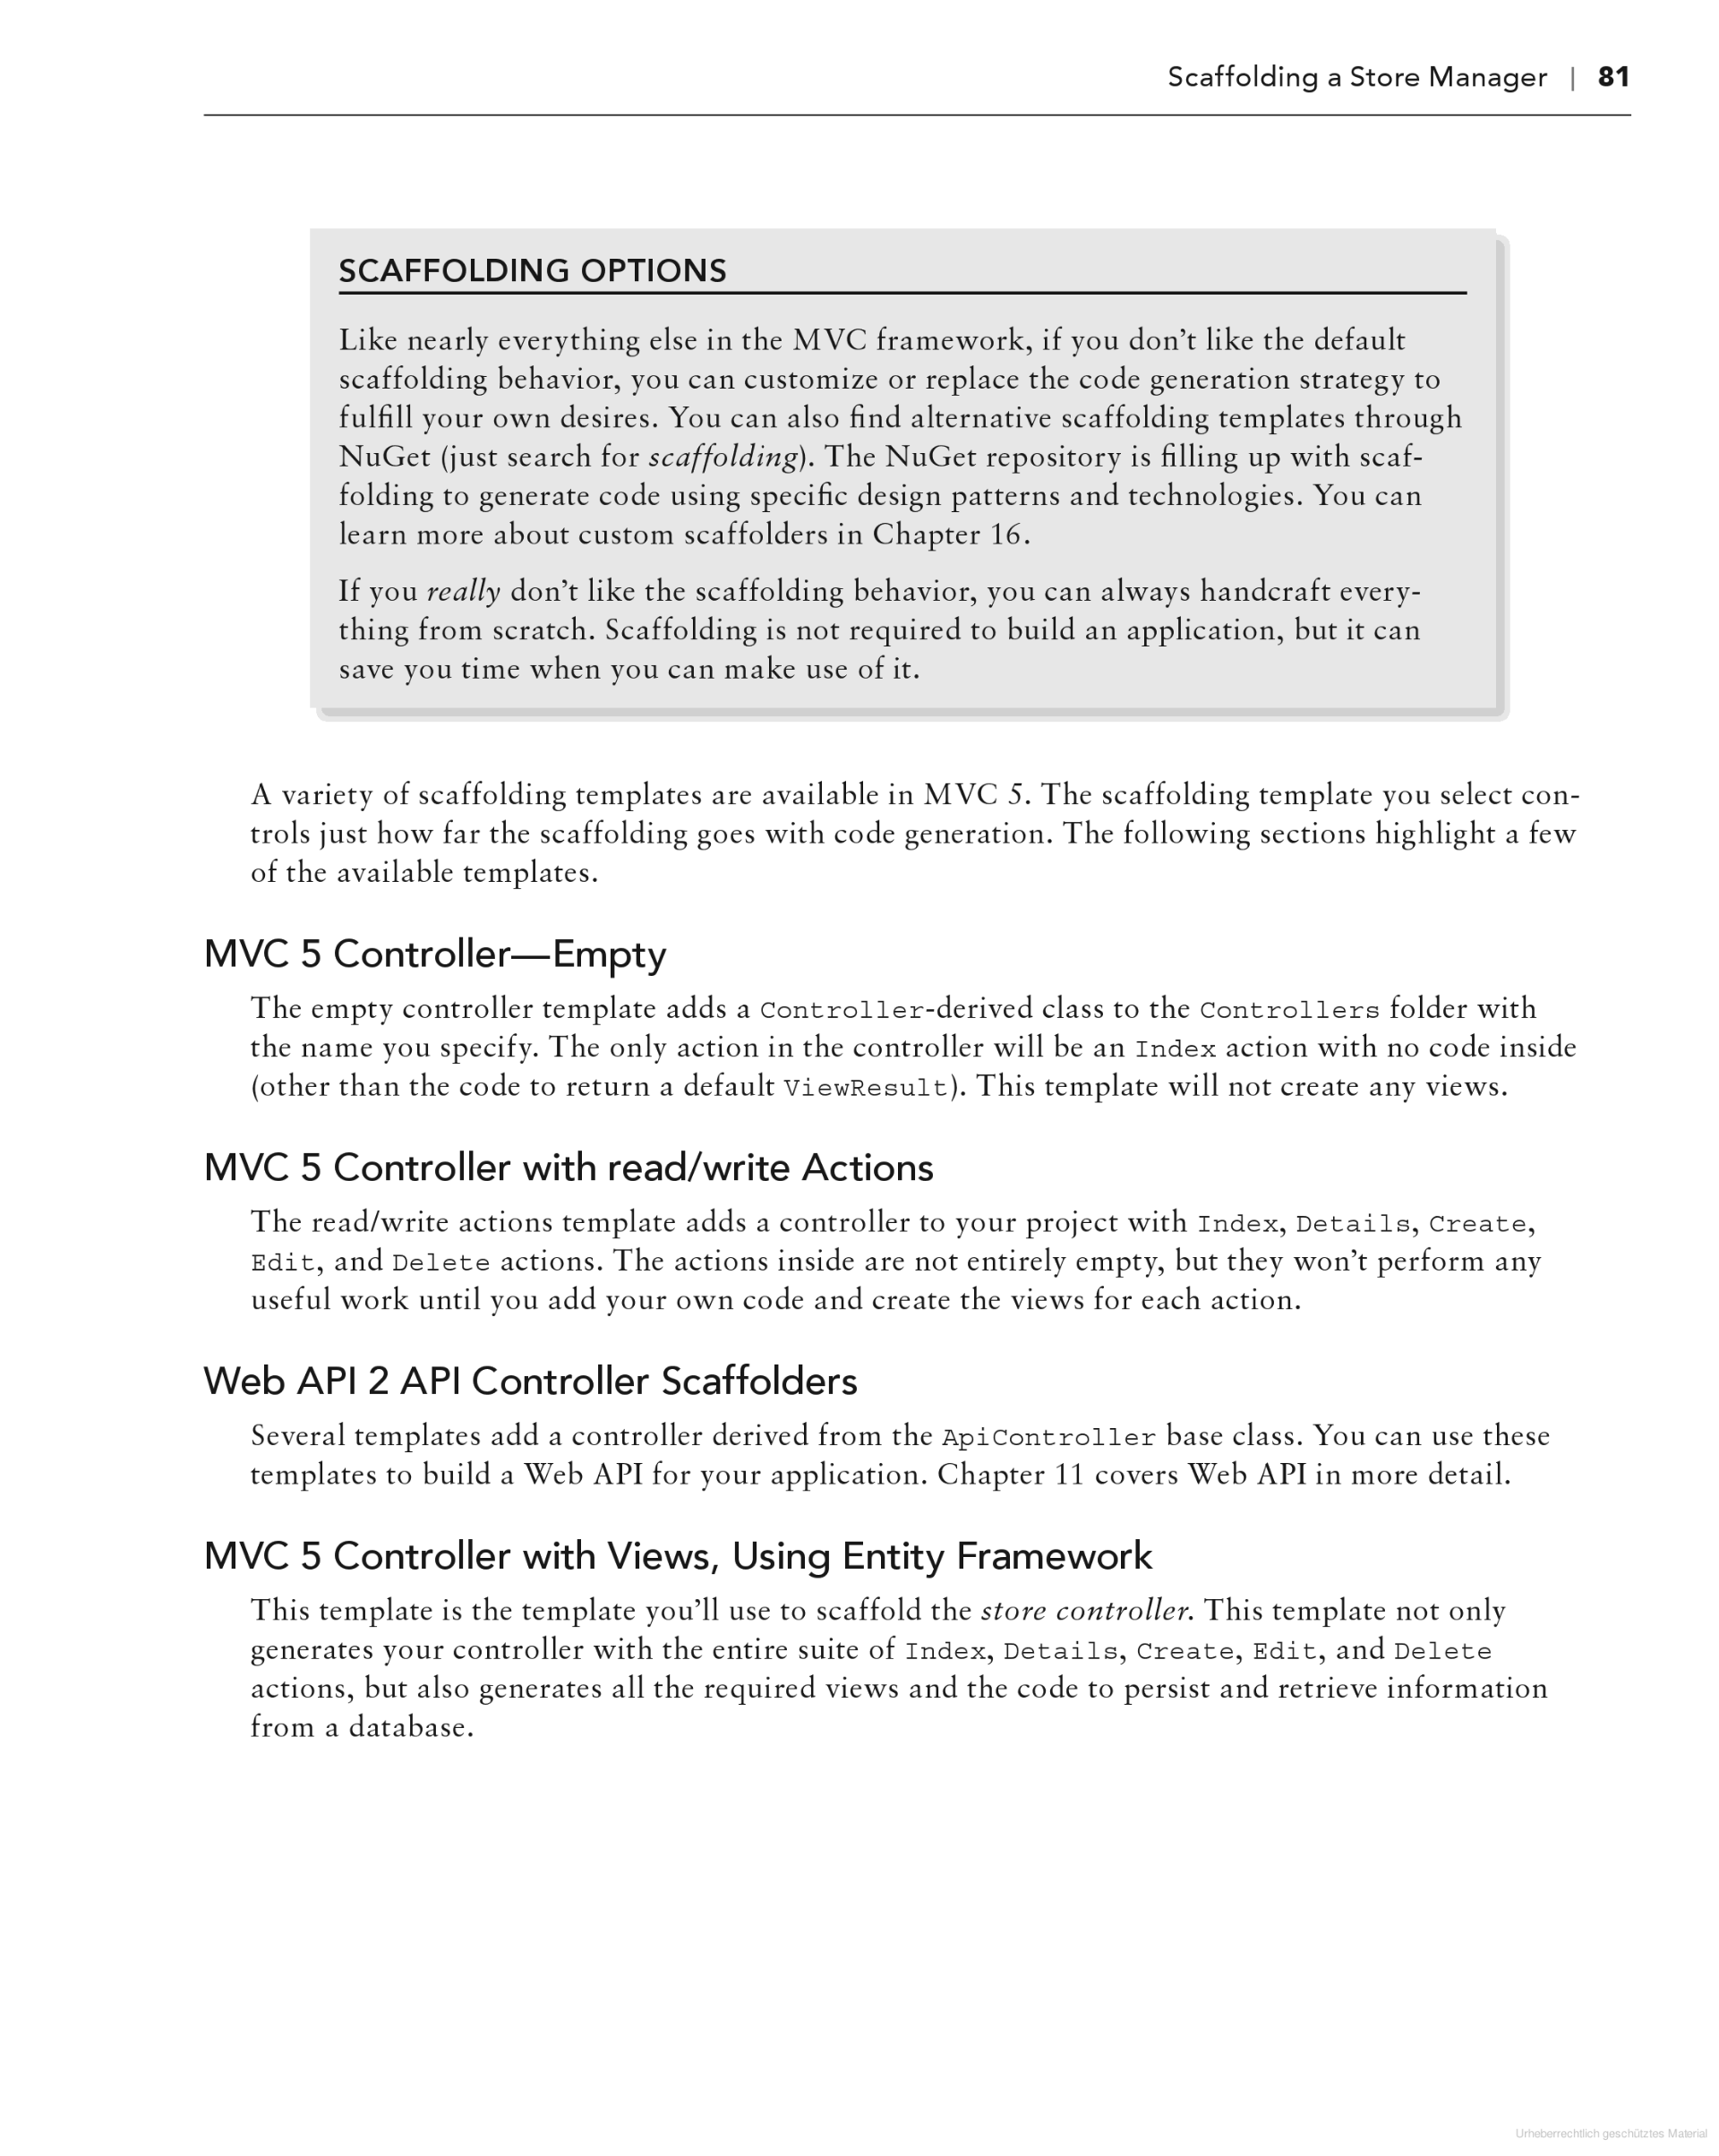 Scaffolding a Store Manager | 81
SCAFFOLDING OPTIONS
Like nearly everything else in the MVC framework, if you don’t like the default
scaffolding behavior, you can customize or replace the code generation strategy to
fulfill your own desires. You can also find alternative scaffolding templates through
NuGet (just search for scaffolding). The NuGet repository is filling up with scaf-
folding to generate code using specific design patterns and technologies. You can
learn more about custom scaffolders in Chapter 16.
If you really don’t like the scaffolding behavior, you can always handcraft every-
thing from scratch. Scaffolding is not required to build an application, but it can
save you time when you can make use of it.
A variety of scaffolding templates are available in MVC 5. The scaffolding template you select con-
trols just how far the scaffolding goes with code generation. The following sections highlight a few
of the available templates.
MVC 5 Controller—Empty
The empty controller template adds a Controller-derived class to the Controllers folder with
the name you specify. The only action in the controller will be an Index action with no code inside
(other than the code to return a default ViewResult). This template will not create any views.
MVC 5 Controller with read/write Actions
The read/write actions template adds a controller to your project with Index, Details, Create,
Edit, and Delete actions. The actions inside are not entirely empty, but they won’t perform any
useful work until you add your own code and create the views for each action.
Web API 2 API Controller Scaffolders
Several templates add a controller derived from the ApiController base class. You can use these
templates to build a Web API for your application. Chapter 11 covers Web API in more detail.
MVC 5 Controller with Views, Using Entity Framework
This template is the template you’ll use to scaffold the store controller. This template not only
generates your controller with the entire suite of Index, Details, Create, Edit, and Delete
actions, but also generates all the required views and the code to persist and retrieve information
from a database.
Urheberrechtlich geschütztes Material